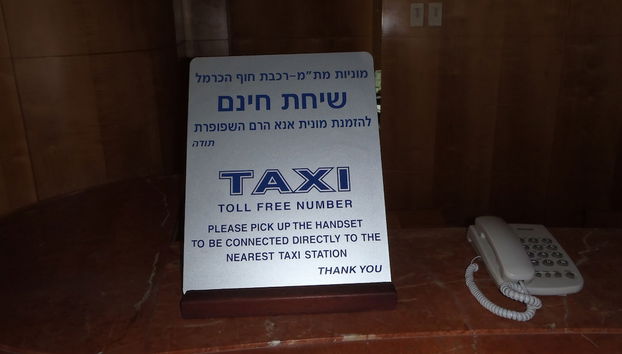 מוניות מת"מ-רכבת חוף הכרמל
שיחת חינם
להזמנת מונית אנא הרם השפופרת
תודה
TAXI
TOLL FREE NUMBER
PLEASE PICK UP THE HANDSET
TO BE CONNECTED DIRECTLY TO THE
NEAREST TAXI STATION
THANK YOU